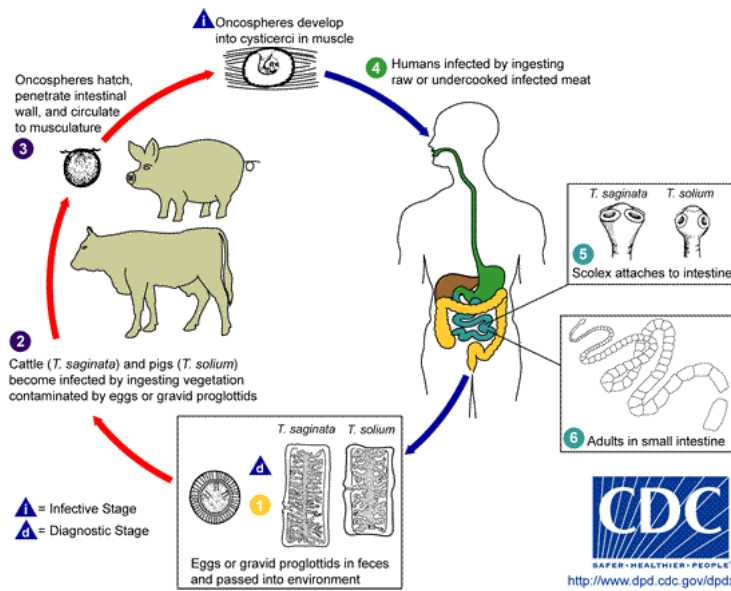 i
Oncospheres develop
into cysticerci in muscle
4
Humans infected by ingesting
raw or undercooked infected meat
Oncospheres hatch,
penetrate intestinal
wall, and circulate
to musculature
3
T. saginata T. solium
5
Scolex attaches to intestine
2
Cattle (T. saginata) and pigs (T. solium)
become infected by ingesting vegetation
contaminated by eggs or gravid proglottids
6
Adults in small intestine
T. saginata T. solium
d
1
Eggs or gravid proglottids in feces
and passed into environment
i = Infective Stage
d = Diagnostic Stage
CDC
SAFER • HEALTHIER • PEOPLE
http://www.dpd.cdc.gov/dpdx